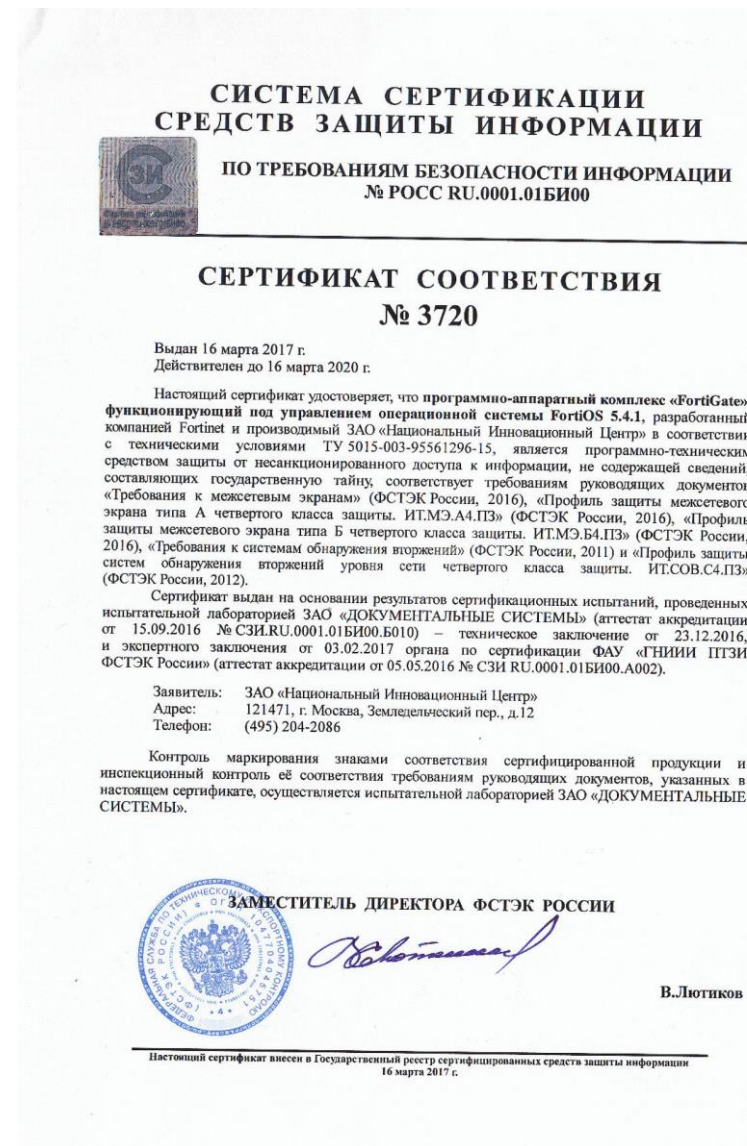 СИСТЕМА СЕРТИФИКАЦИИ
СРЕДСТВ ЗАЩИТЫ ИНФОРМАЦИИ
ЗИ
ПО ТРЕБОВАНИЯМ БЕЗОПАСНОСТИ ИНФОРМАЦИИ
№ РОСС RU.0001.01БИ00
СЕРТИФИКАТ СООТВЕТСТВИЯ
№ 3720
Выдан 16 марта 2017 г.
Действителен до 16 марта 2020 г.
Настоящий сертификат удостоверяет, что программно-аппаратный комплекс «FortiGate»
функционирующий под управлением операционной системы FortiOS 5.4.1, разработанный
компанией Fortinet и производимый ЗАО «Национальный Инновационный Центр» в соответствии
с техническими условиями ТУ 5015-003-95561296-15, является программно-техническим
средством защиты от несанкционированного доступа к информации, не содержащей сведений,
составляющих государственную тайну, соответствует требованиям руководящих документов
«Требования к межсетевым экранам» (ФСТЭК России, 2016), «Профиль защиты межсетевого
экрана типа А четвертого класса защиты. ИТ.МЭ.А4.ПЗ» (ФСТЭК России, 2016), «Профиль
защиты межсетевого экрана типа Б четвертого класса защиты. ИТ.МЭ.Б4.ПЗ» (ФСТЭК России,
2016), «Требования к системам обнаружения вторжений» (ФСТЭК России, 2011) и «Профиль защиты
систем обнаружения вторжений уровня сети четвертого класса защиты. ИТ.СОВ.С4.ПЗ»
(ФСТЭК России, 2012).
Сертификат выдан на основании результатов сертификационных испытаний, проведенных
испытательной лабораторией ЗАО «ДОКУМЕНТАЛЬНЫЕ СИСТЕМЫ» (аттестат аккредитации
от 15.09.2016 № СЗИ.RU.0001.01БИ00.Б010) – техническое заключение от 23.12.2016,
и экспертного заключения от 03.02.2017 органа по сертификации ФАУ «ГНИИИ ПТЗИ
ФСТЭК России» (аттестат аккредитации от 05.05.2016 № СЗИ RU.0001.01БИ00.А002).
Заявитель: ЗАО «Национальный Инновационный Центр»
Адрес: 121471, г. Москва, Земледельческий пер., д.12
Телефон: (495) 204-2086
Контроль маркирования знаками соответствия сертифицированной продукции и
инспекционный контроль её соответствия требованиям руководящих документов, указанных в
настоящем сертификате, осуществляется испытательной лабораторией ЗАО «ДОКУМЕНТАЛЬНЫЕ
СИСТЕМЫ».
ЗАМЕСТИТЕЛЬ ДИРЕКТОРА ФСТЭК РОССИИ
ФЕДЕРАЛЬНАЯ СЛУЖБА ПО ТЕХНИЧЕСКОМУ И ЭКСПОРТНОМУ КОНТРОЛЮ
(ФСТЭК РОССИИ)
В.Лютиков
Настоящий сертификат внесен в Государственный реестр сертифицированных средств защиты информации
16 марта 2017 г.